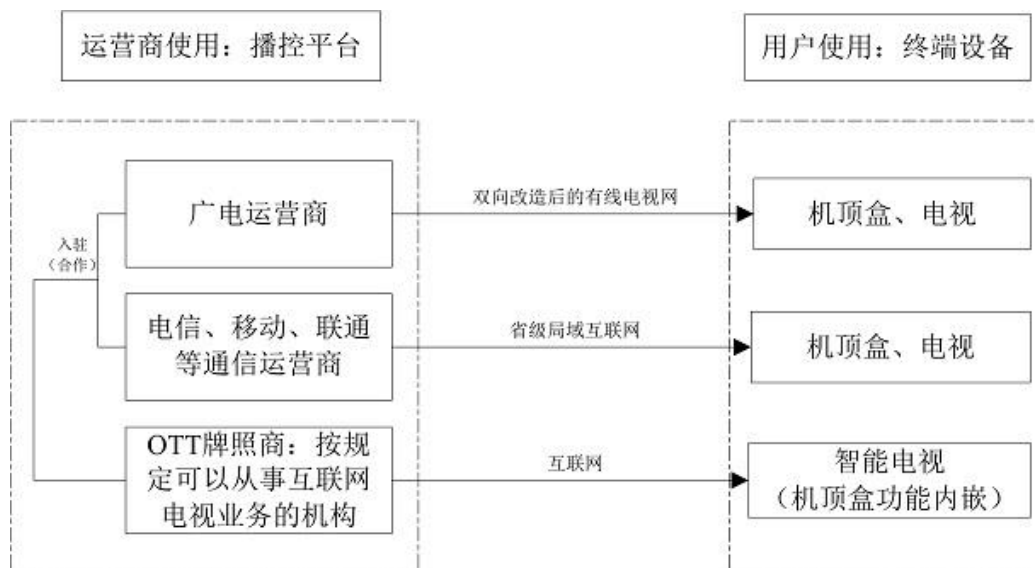 运营商使用：播控平台
用户使用：终端设备
广电运营商
双向改造后的有线电视网
机顶盒、电视
入驻
（合作）
电信、移动、联通
等通信运营商
省级局域互联网
机顶盒、电视
OTT牌照商：按规
定可以从事互联网
电视业务的机构
互联网
智能电视
（机顶盒功能内嵌）